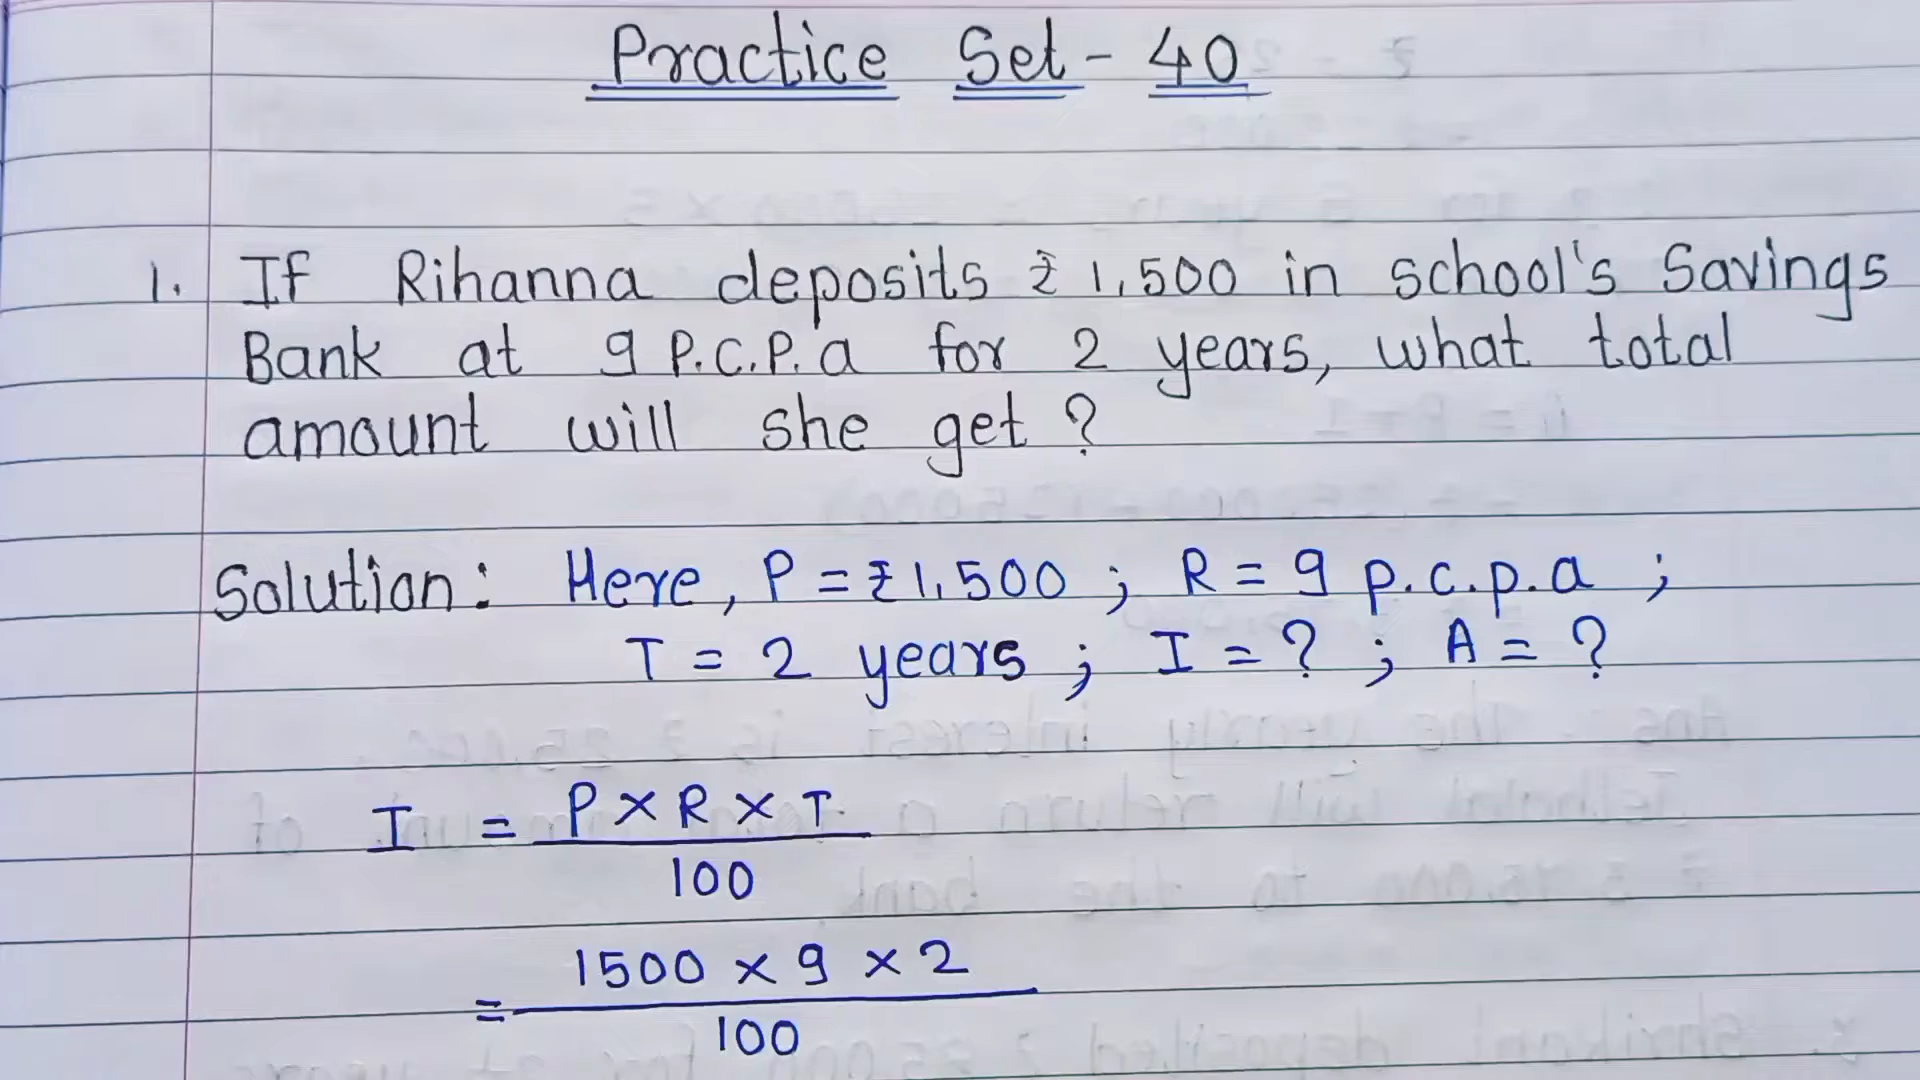 Practice Set - 40
1. If Rihanna deposits ₹ 1,500 in school's Savings
Bank at 9 P.C.P.a for 2 years, what total
amount will she get ?
Solution : Here, P = ₹1,500 ; R = 9 p.c.p.a ;
T = 2 years ; I = ? ; A = ?
I = P × R × T
100
= 1500 × 9 × 2
100